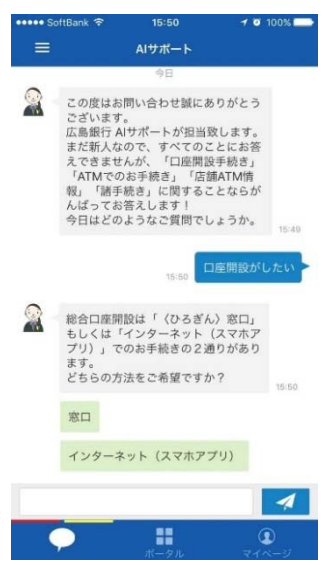 ●●●●● SoftBank 15:50 100%
AIサポート
今日
この度はお問い合わせ誠にありがとう
ございます。
広島銀行 AIサポートが担当致します。
まだ新人なので、すべてのことにお答
えできませんが、「口座開設手続き」
「ATMでのお手続き」「店舗ATM情
報」「諸手続き」に関することならが
んばってお答えします！
今日はどのようなご質問でしょうか。
15:49
口座開設がしたい
15:50
総合口座開設は「〈ひろぎん〉窓口」
もしくは「インターネット（スマホア
プリ）」でのお手続きの２通りがあり
ます。
どちらの方法をご希望ですか？
15:50
窓口
インターネット（スマホアプリ）
ポータル
マイページ